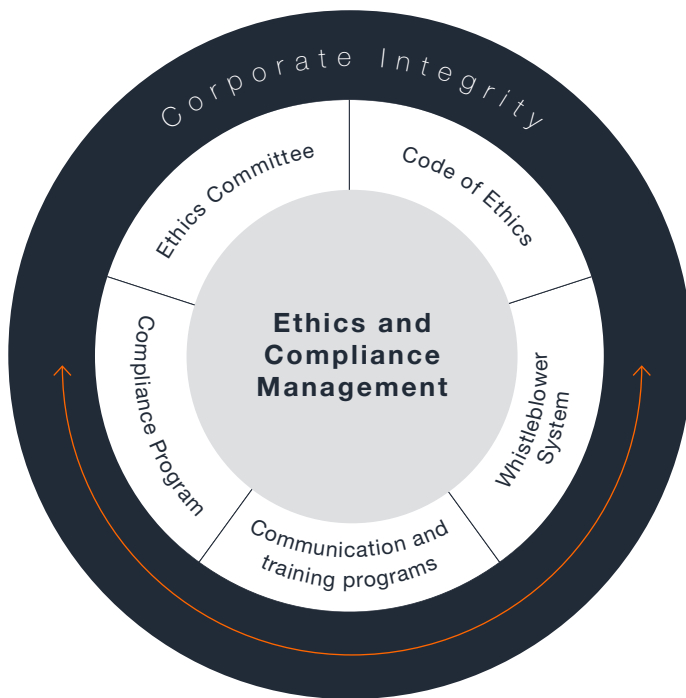 Corporate Integrity
Ethics Committee
Code of Ethics
Ethics and
Compliance
Management
Compliance Program
Whistleblower
System
Communication and
training programs